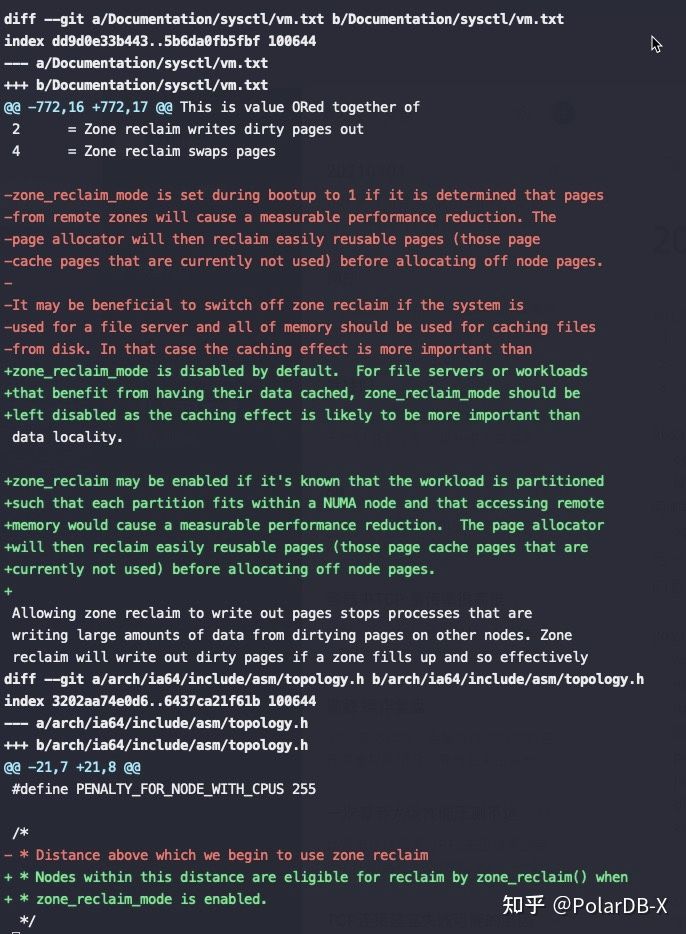 diff --git a/Documentation/sysctl/vm.txt b/Documentation/sysctl/vm.txt
index dd9d0e33b443..5b6da0fb5fbf 100644
--- a/Documentation/sysctl/vm.txt
+++ b/Documentation/sysctl/vm.txt
@@ -772,16 +772,17 @@ This is value ORed together of
 2      = Zone reclaim writes dirty pages out
 4      = Zone reclaim swaps pages

-zone_reclaim_mode is set during bootup to 1 if it is determined that pages
-from remote zones will cause a measurable performance reduction. The
-page allocator will then reclaim easily reusable pages (those page
-cache pages that are currently not used) before allocating off node pages.
-
-It may be beneficial to switch off zone reclaim if the system is
-used for a file server and all of memory should be used for caching files
-from disk. In that case the caching effect is more important than
+zone_reclaim_mode is disabled by default.  For file servers or workloads
+that benefit from having their data cached, zone_reclaim_mode should be
+left disabled as the caching effect is likely to be more important than
 data locality.

+zone_reclaim may be enabled if it's known that the workload is partitioned
+such that each partition fits within a NUMA node and that accessing remote
+memory would cause a measurable performance reduction.  The page allocator
+will then reclaim easily reusable pages (those page cache pages that are
+currently not used) before allocating off node pages.
+
 Allowing zone reclaim to write out pages stops processes that are
 writing large amounts of data from dirtying pages on other nodes. Zone
 reclaim will write out dirty pages if a zone fills up and so effectively
diff --git a/arch/ia64/include/asm/topology.h b/arch/ia64/include/asm/topology.h
index 3202aa74e0d6..6437ca21f61b 100644
--- a/arch/ia64/include/asm/topology.h
+++ b/arch/ia64/include/asm/topology.h
@@ -21,7 +21,8 @@
 #define PENALTY_FOR_NODE_WITH_CPUS 255

 /*
- * Distance above which we begin to use zone reclaim
+ * Nodes within this distance are eligible for reclaim by zone_reclaim() when
+ * zone_reclaim_mode is enabled.
  */
知乎 @PolarDB-X